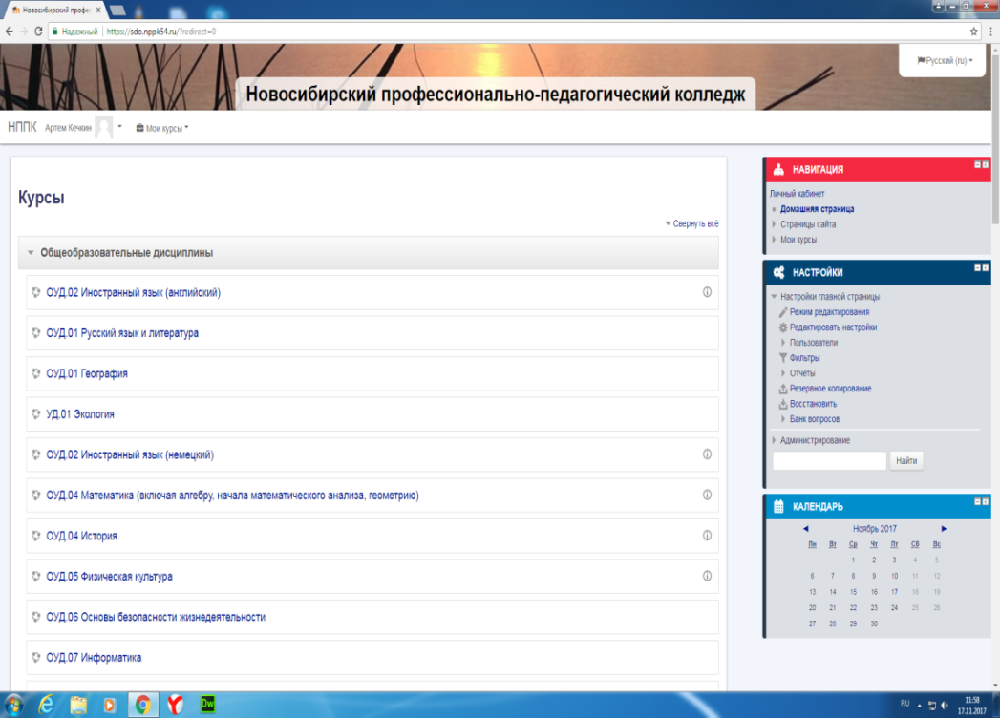 Новосибирский профес
Надежный | https://sdo.nppk54.ru/?redirect=0
Русский (ru)
Новосибирский профессионально-педагогический колледж
НППК Артем Кечкин Мои курсы
Курсы
Свернуть всё
Общеобразовательные дисциплины
ОУД.02 Иностранный язык (английский)
ОУД.01 Русский язык и литература
ОУД.01 География
УД.01 Экология
ОУД.02 Иностранный язык (немецкий)
ОУД.04 Математика (включая алгебру, начала математического анализа, геометрию)
ОУД.04 История
ОУД.05 Физическая культура
ОУД.06 Основы безопасности жизнедеятельности
ОУД.07 Информатика
НАВИГАЦИЯ
Личный кабинет
Домашняя страница
Страницы сайта
Мои курсы
НАСТРОЙКИ
Настройки главной страницы
Режим редактирования
Редактировать настройки
Пользователи
Фильтры
Отчеты
Резервное копирование
Восстановить
Банк вопросов
Администрирование
Найти
КАЛЕНДАРЬ
Ноябрь 2017
Пн Вт Ср Чт Пт Сб Вс
1 2 3 4 5
6 7 8 9 10 11 12
13 14 15 16 17 18 19
20 21 22 23 24 25 26
27 28 29 30
Dw
RU
11:58
17.11.2017